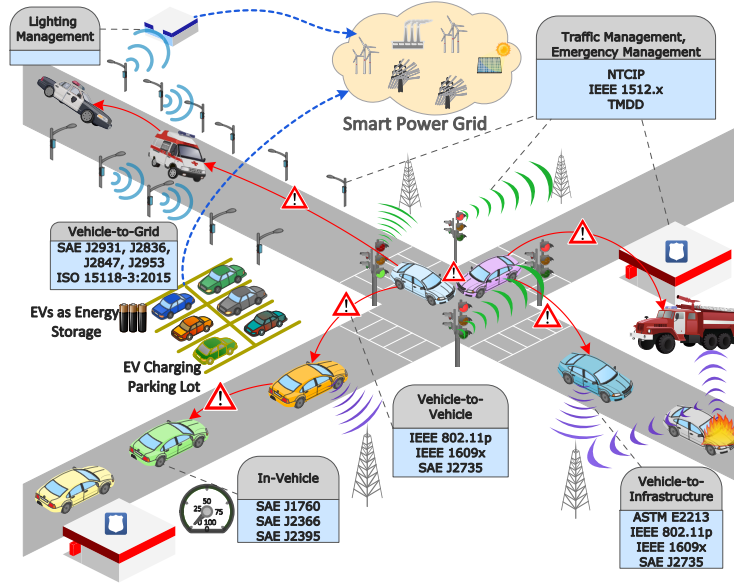 Lighting
Management
Traffic Management,
Emergency Management
NTCIP
IEEE 1512.x
TMDD
Smart Power Grid
Vehicle-to-Grid
SAE J2931, J2836,
J2847, J2953
ISO 15118-3:2015
EVs as Energy
Storage
EV Charging
Parking Lot
Vehicle-to-
Vehicle
IEEE 802.11p
IEEE 1609x
SAE J2735
In-Vehicle
SAE J1760
SAE J2366
SAE J2395
0 25 50 75 100
Vehicle-to-
Infrastructure
ASTM E2213
IEEE 802.11p
IEEE 1609x
SAE J2735
!
!
!
!
!
!